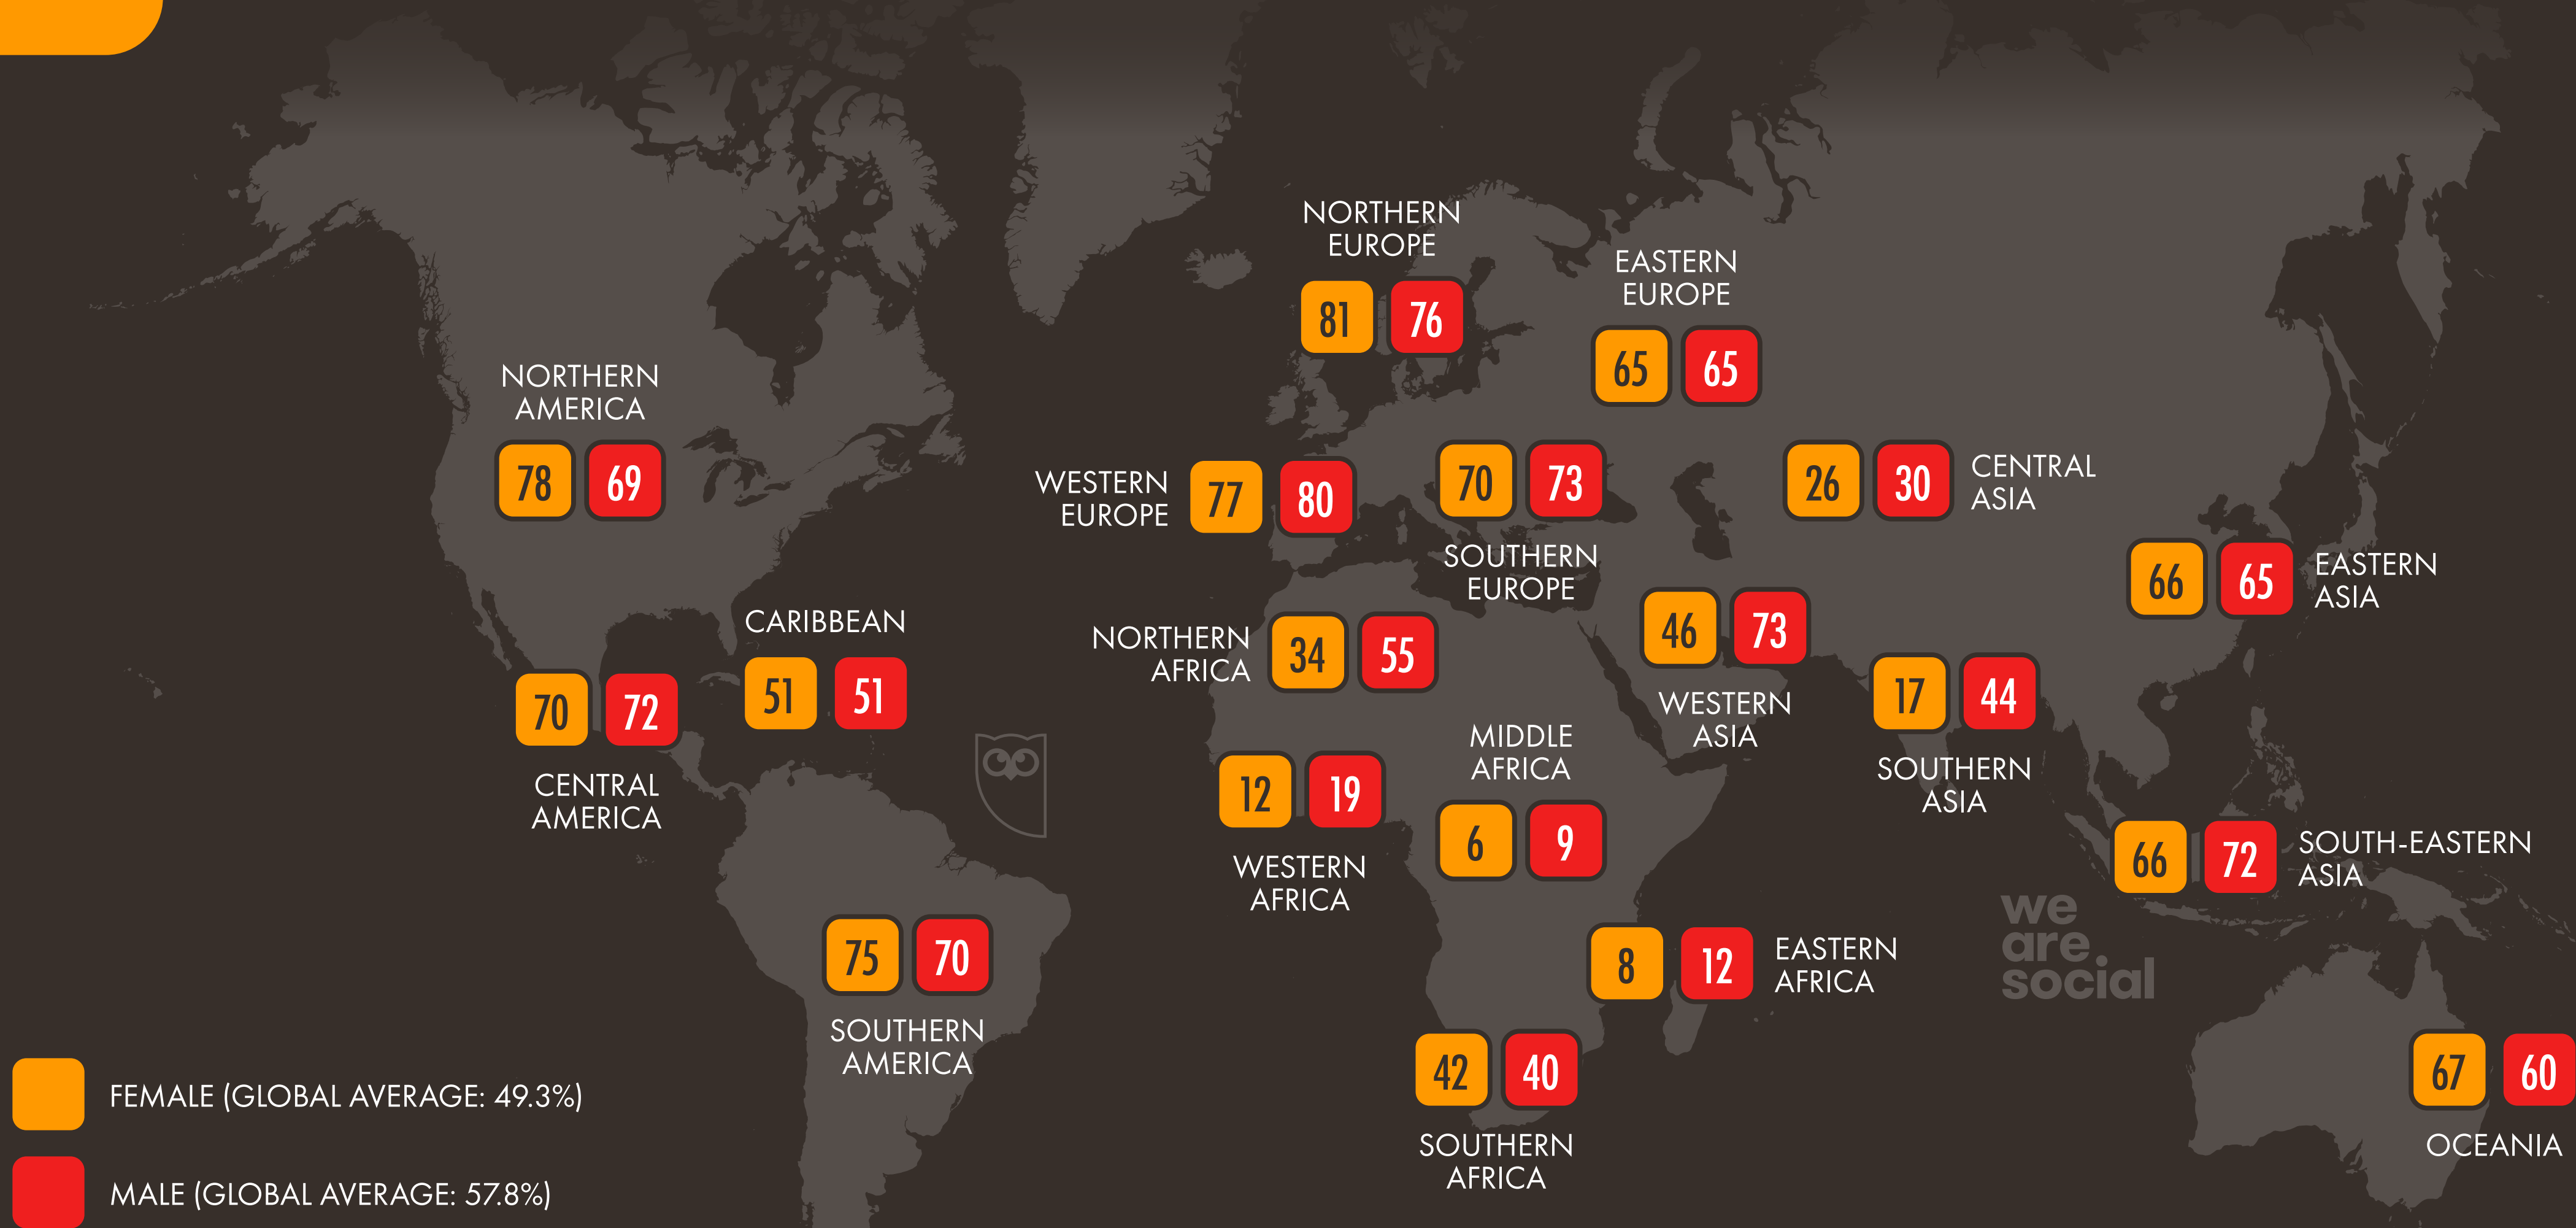 NORTHERN
EUROPE
81 76
EASTERN
EUROPE
65 65
NORTHERN
AMERICA
78 69
WESTERN
EUROPE
77 80
70 73
SOUTHERN
EUROPE
26 30
CENTRAL
ASIA
66 65
EASTERN
ASIA
CARIBBEAN
51 51
NORTHERN
AFRICA
34 55
46 73
WESTERN
ASIA
17 44
SOUTHERN
ASIA
70 72
CENTRAL
AMERICA
MIDDLE
AFRICA
6 9
12 19
WESTERN
AFRICA
66 72
SOUTH-EASTERN
ASIA
we
are
social
75 70
SOUTHERN
AMERICA
8 12
EASTERN
AFRICA
42 40
SOUTHERN
AFRICA
67 60
OCEANIA
FEMALE (GLOBAL AVERAGE: 49.3%)
MALE (GLOBAL AVERAGE: 57.8%)